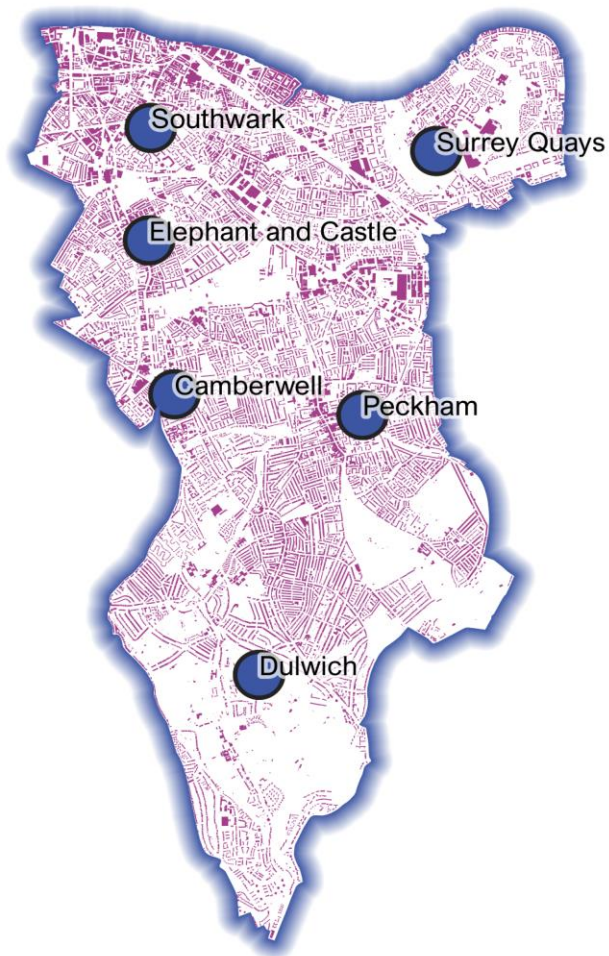 Southwark
Surrey Quays
Elephant and Castle
Camberwell
Peckham
Dulwich